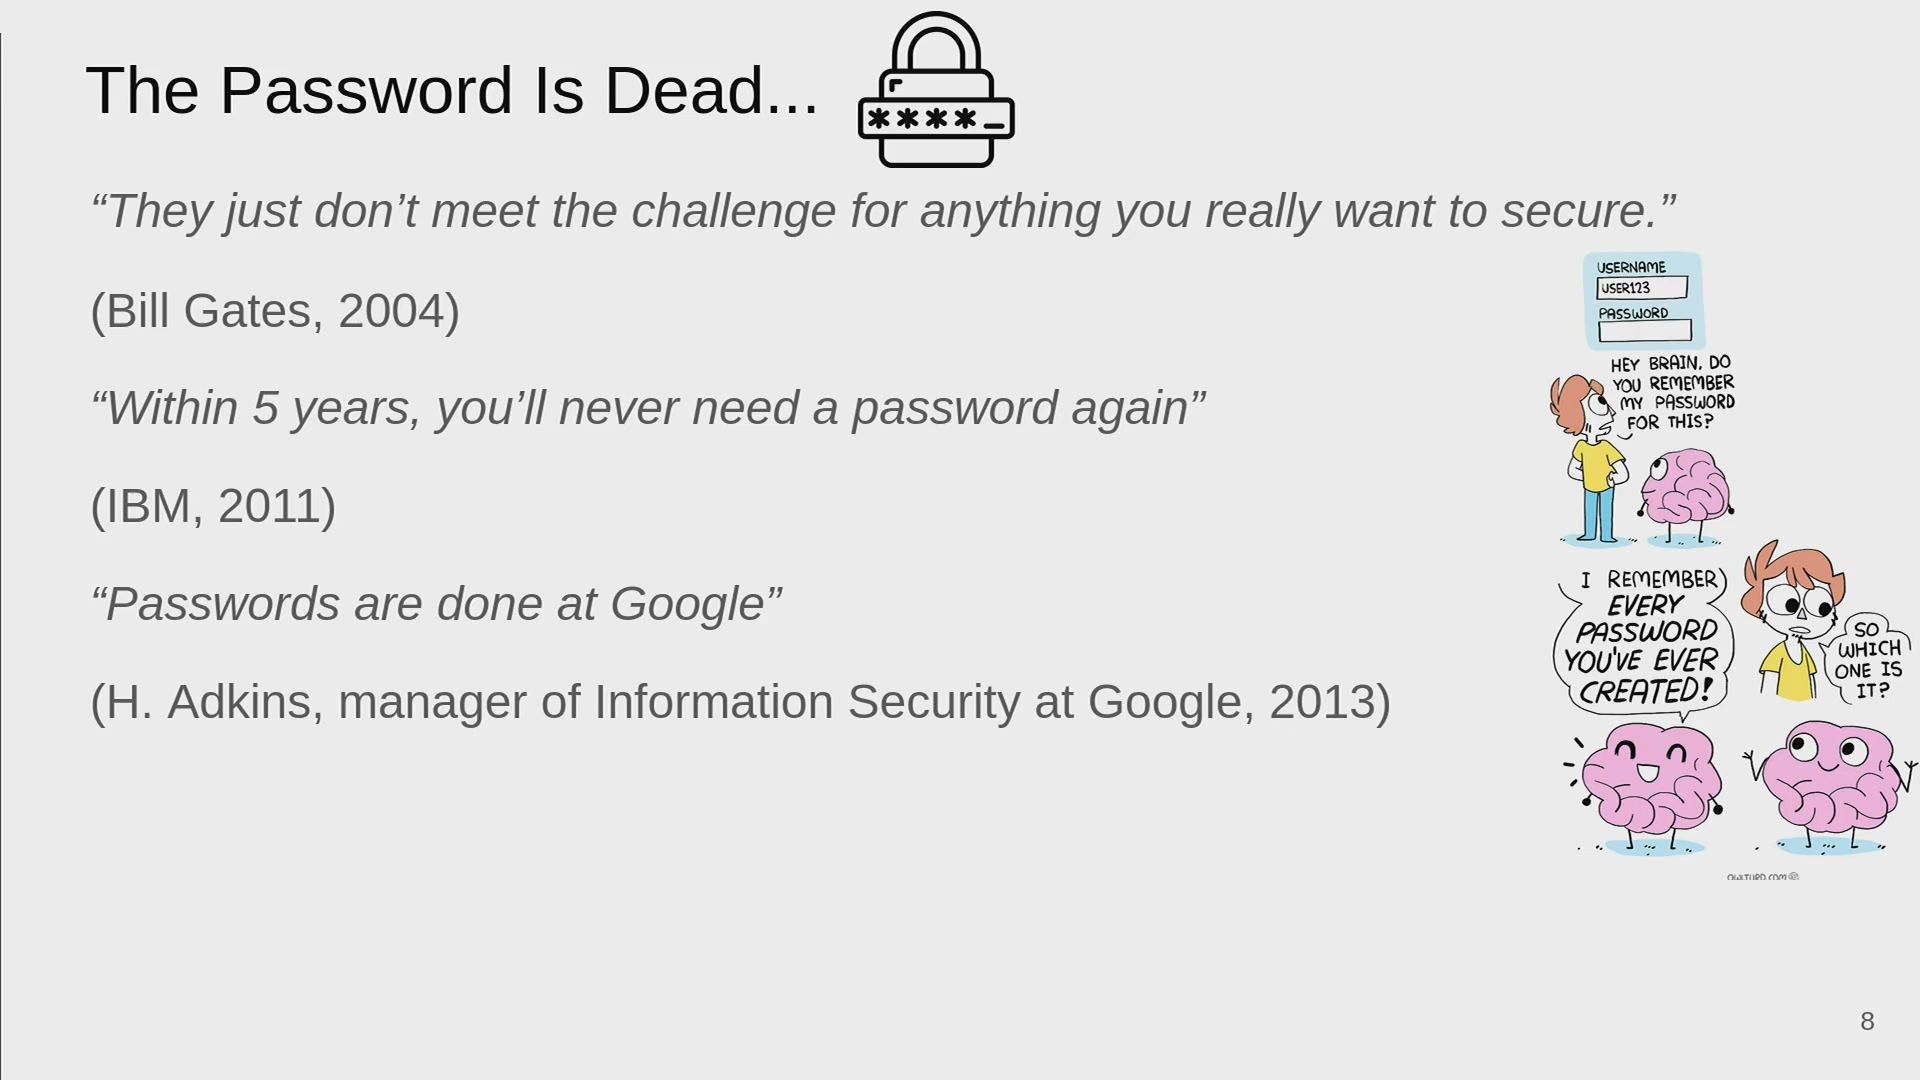 The Password Is Dead...
****_
“They just don’t meet the challenge for anything you really want to secure.”
(Bill Gates, 2004)
“Within 5 years, you’ll never need a password again”
(IBM, 2011)
“Passwords are done at Google”
(H. Adkins, manager of Information Security at Google, 2013)
USERNAME
USER123
PASSWORD
HEY BRAIN, DO
YOU REMEMBER
MY PASSWORD
FOR THIS?
I REMEMBER
EVERY
PASSWORD
YOU'VE EVER
CREATED!
SO
WHICH
ONE IS
IT?
8